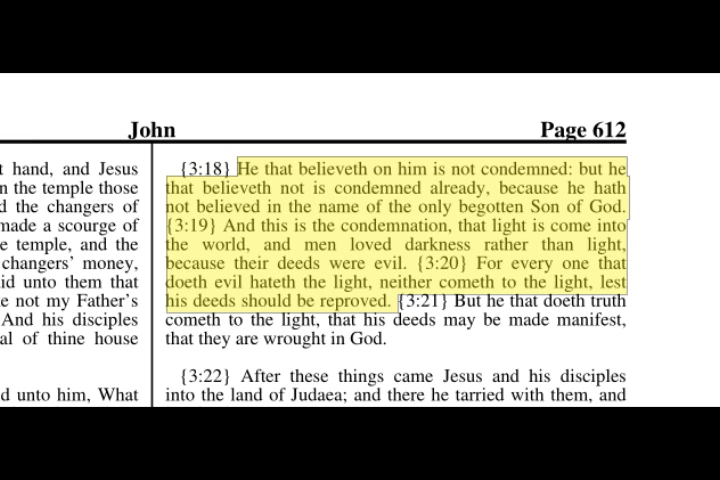 John
Page 612
t hand, and Jesus
n the temple those
d the changers of
made a scourge of
e temple, and the
changers’ money,
id unto them that
e not my Father’s
And his disciples
al of thine house
d unto him, What
{3:18} He that believeth on him is not condemned: but he
that believeth not is condemned already, because he hath
not believed in the name of the only begotten Son of God.
{3:19} And this is the condemnation, that light is come into
the world, and men loved darkness rather than light,
because their deeds were evil. {3:20} For every one that
doeth evil hateth the light, neither cometh to the light, lest
his deeds should be reproved. {3:21} But he that doeth truth
cometh to the light, that his deeds may be made manifest,
that they are wrought in God.
{3:22} After these things came Jesus and his disciples
into the land of Judaea; and there he tarried with them, and